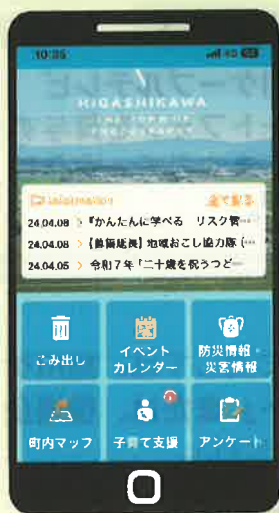 10:35
4G
HIGASHIKAWA
THE TOWN OF
PHOTOGRAPHY
Information 全て見る
24.04.08 > 『かんたんに学べる リスク管…
24.04.08 > 【募集延長】地域おこし協力隊(…
24.04.05 > 令和7年「二十歳を祝うつど…
ごみ出し
イベント
カレンダー
防災情報・
災害情報
町内マップ
子育て支援
アンケート